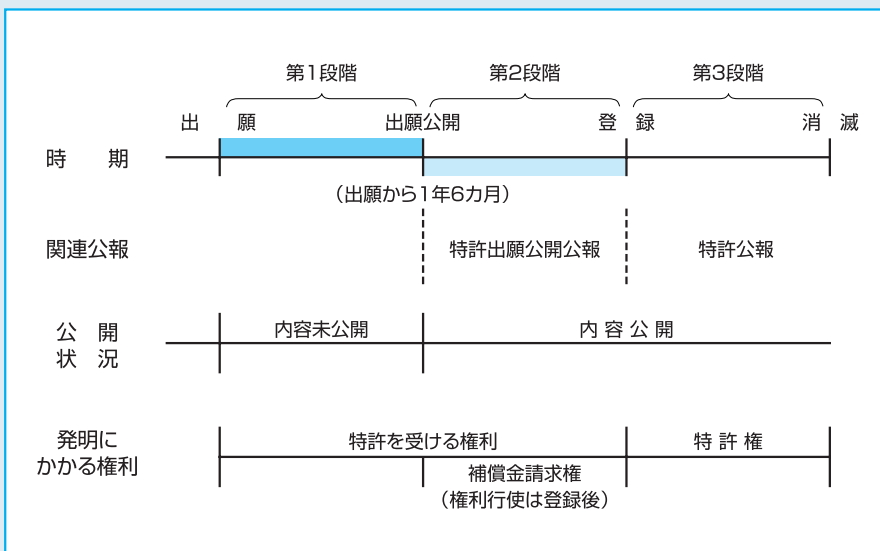 第1段階 第2段階 第3段階
出願 出願公開 登録 消滅
時期
(出願から1年6カ月)
関連公報 特許出願公開公報 特許公報
内容未公開 内容公開
公開
状況
発明に
かかる権利
特許を受ける権利 特許権
補償金請求権
(権利行使は登録後)